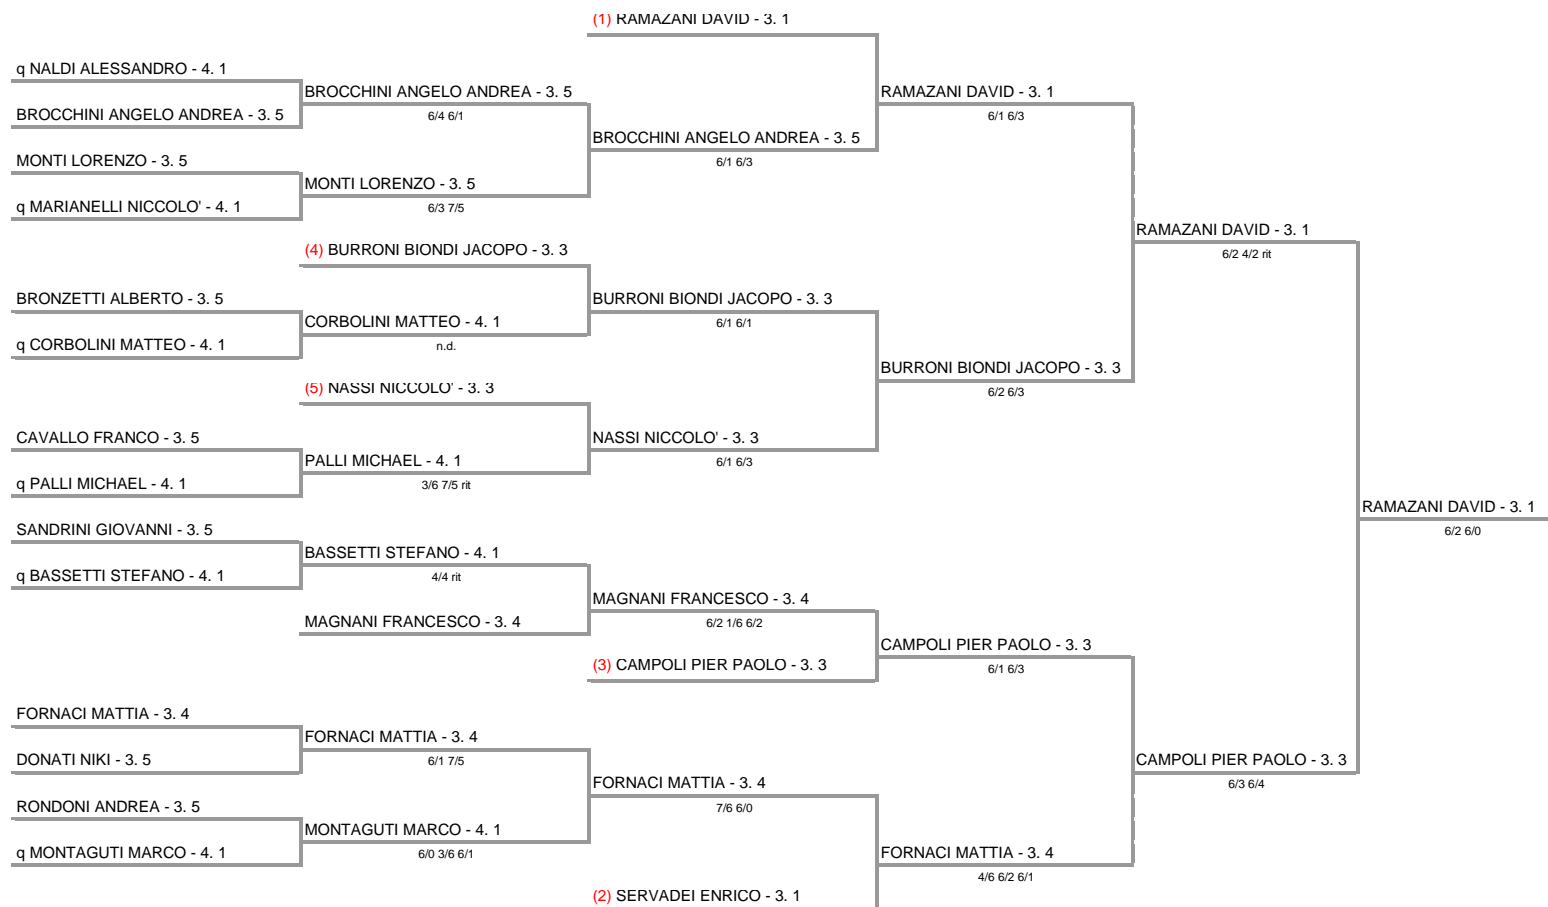 (1) RAMAZANI DAVID - 3. 1
q NALDI ALESSANDRO - 4. 1
BROCCHINI ANGELO ANDREA - 3. 5
6/4 6/1
RAMAZANI DAVID - 3. 1
6/1 6/3
BROCCHINI ANGELO ANDREA - 3. 5
BROCCHINI ANGELO ANDREA - 3. 5
6/1 6/3
MONTI LORENZO - 3. 5
MONTI LORENZO - 3. 5
6/3 7/5
q MARIANELLI NICCOLO' - 4. 1
RAMAZANI DAVID - 3. 1
6/2 4/2 rit
(4) BURRONI BIONDI JACOPO - 3. 3
BRONZETTI ALBERTO - 3. 5
BURRONI BIONDI JACOPO - 3. 3
6/1 6/1
CORBOLINI MATTEO - 4. 1
n.d.
q CORBOLINI MATTEO - 4. 1
BURRONI BIONDI JACOPO - 3. 3
6/2 6/3
(5) NASSI NICCOLO' - 3. 3
CAVALLO FRANCO - 3. 5
NASSI NICCOLO' - 3. 3
6/1 6/3
PALLI MICHAEL - 4. 1
3/6 7/5 rit
q PALLI MICHAEL - 4. 1
RAMAZANI DAVID - 3. 1
6/2 6/0
SANDRINI GIOVANNI - 3. 5
BASSETTI STEFANO - 4. 1
4/4 rit
q BASSETTI STEFANO - 4. 1
MAGNANI FRANCESCO - 3. 4
6/2 1/6 6/2
MAGNANI FRANCESCO - 3. 4
CAMPOLI PIER PAOLO - 3. 3
6/1 6/3
(3) CAMPOLI PIER PAOLO - 3. 3
FORNACI MATTIA - 3. 4
FORNACI MATTIA - 3. 4
6/1 7/5
DONATI NIKI - 3. 5
CAMPOLI PIER PAOLO - 3. 3
6/3 6/4
FORNACI MATTIA - 3. 4
7/6 6/0
RONDONI ANDREA - 3. 5
MONTAGUTI MARCO - 4. 1
6/0 3/6 6/1
q MONTAGUTI MARCO - 4. 1
FORNACI MATTIA - 3. 4
4/6 6/2 6/1
(2) SERVADEI ENRICO - 3. 1